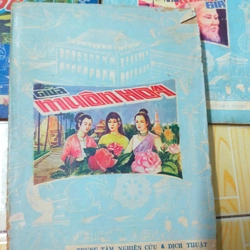 GIỮA
MUÔN HOA
TRUNG TÂM NGHIÊN CỨU & DỊCH THUẬT